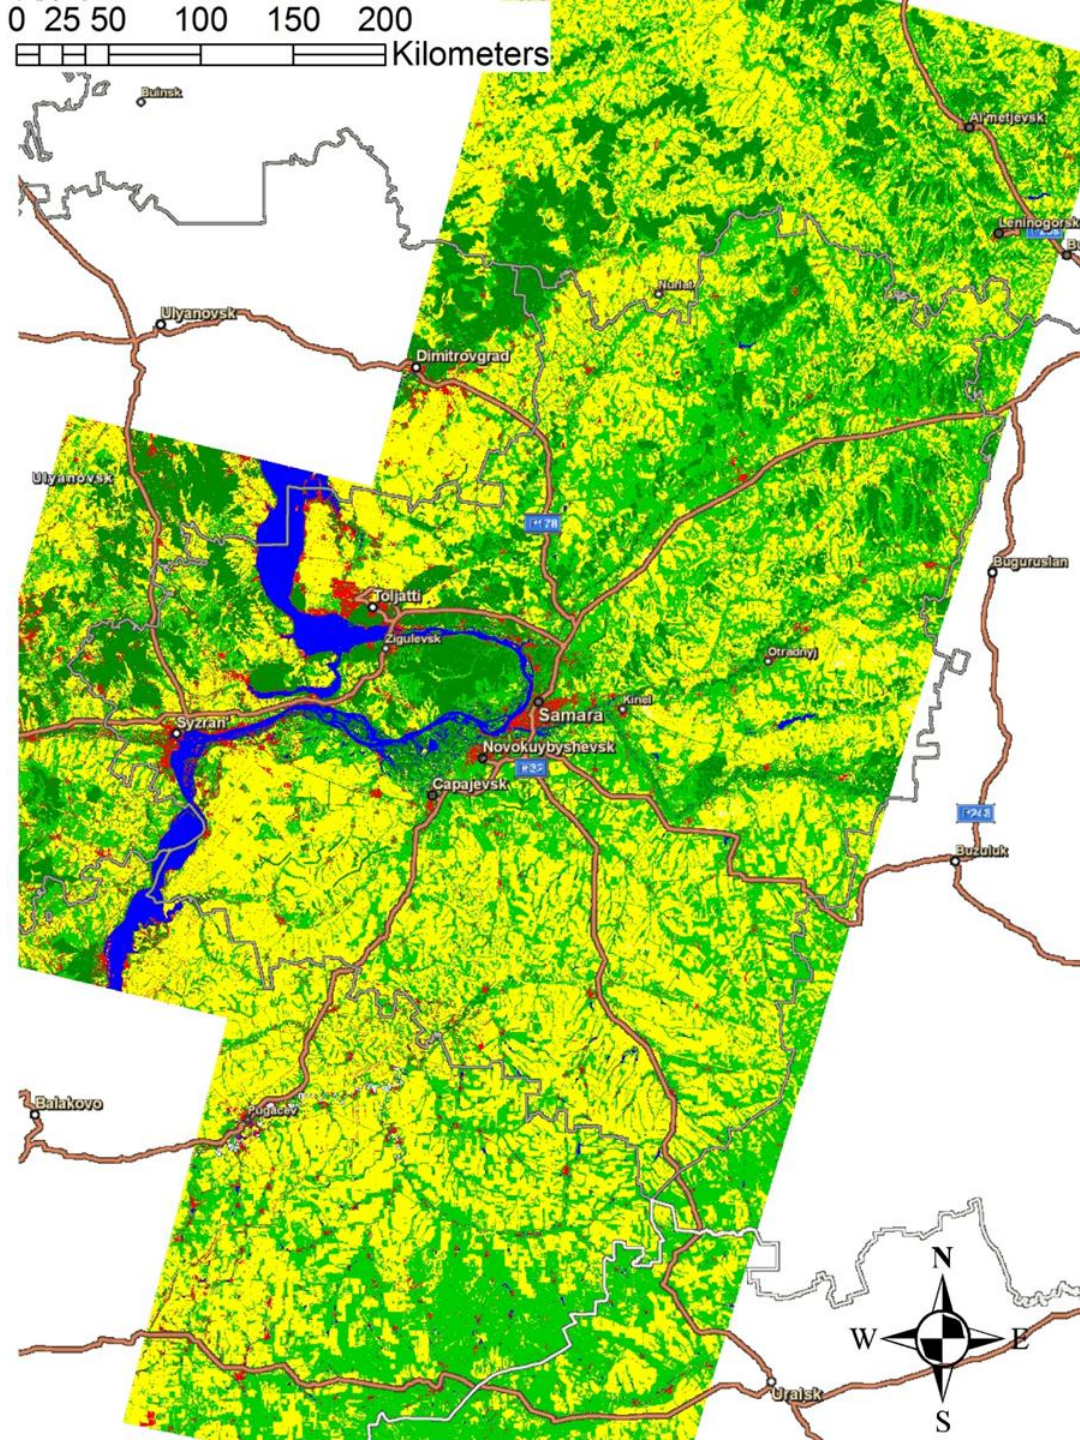 0 25 50 100 150 200
Kilometers
Buinsk
Al'metjevsk
Leninogorsk
Nurlat
Ulyanovsk
Dimitrovgrad
Ulyanovsk
Buguruslan
Toljatti
Zigulevsk
Otradnyj
Kinel
Samara
Syzran'
Novokuybyshevsk
Capajevsk
Buzuluk
Balakovo
Pugacev
N
W E
S
Uralsk